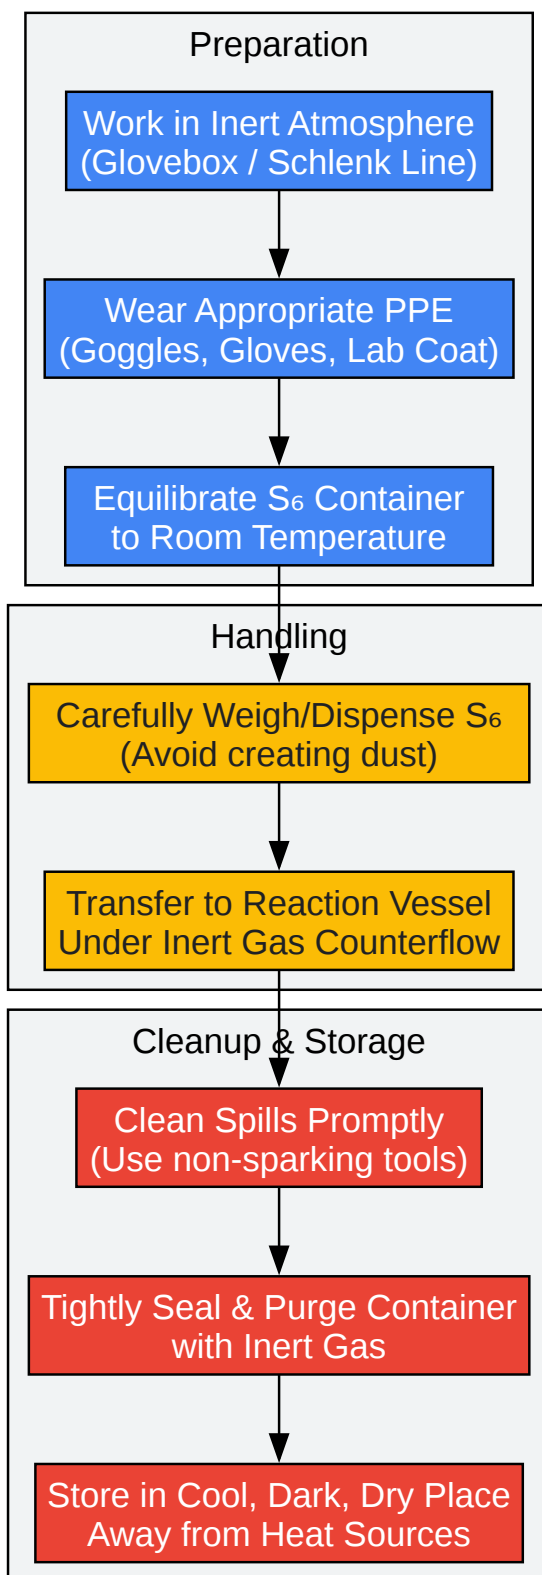 Preparation
Work in Inert Atmosphere
(Glovebox / Schlenk Line)
Wear Appropriate PPE
(Goggles, Gloves, Lab Coat)
Equilibrate S₆ Container
to Room Temperature
Handling
Carefully Weigh/Dispense S₆
(Avoid creating dust)
Transfer to Reaction Vessel
Under Inert Gas Counterflow
Cleanup & Storage
Clean Spills Promptly
(Use non-sparking tools)
Tightly Seal & Purge Container
with Inert Gas
Store in Cool, Dark, Dry Place
Away from Heat Sources